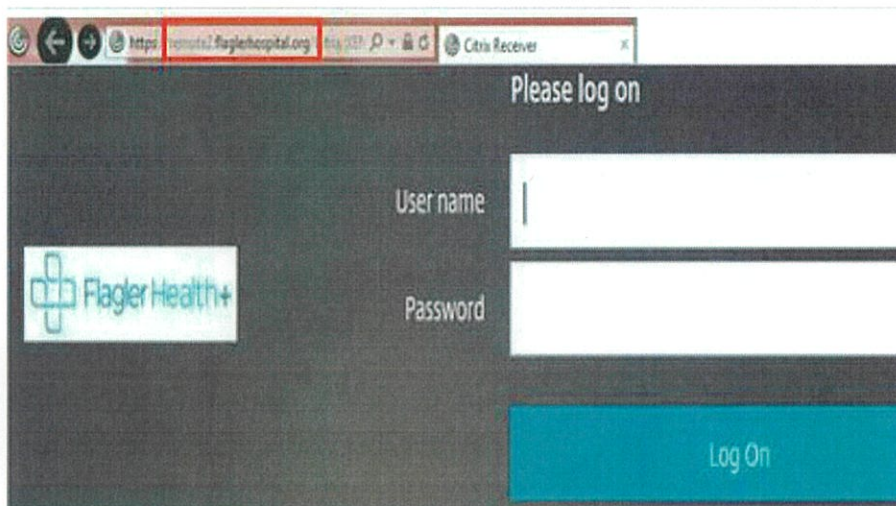 https remote2.flaglerhospital.org Citrix Receiver
Please log on
User name
Flagler Health+
Password
Log On